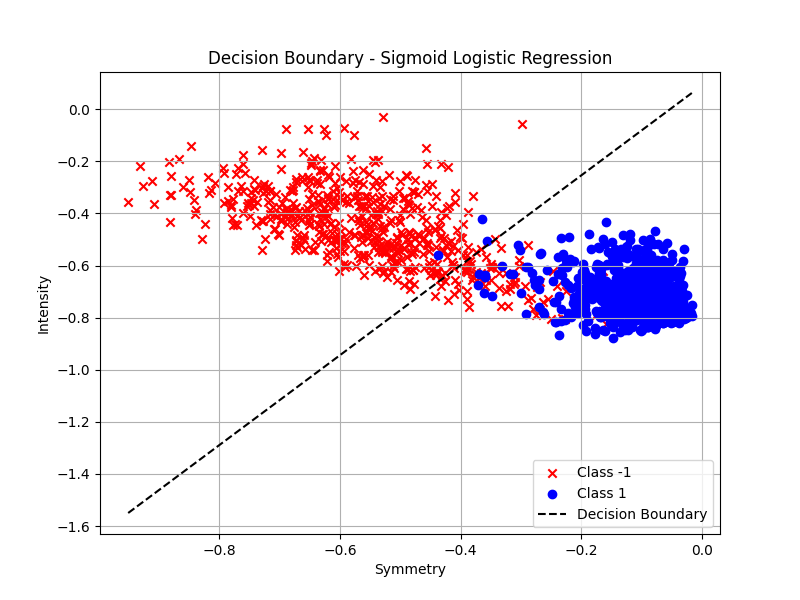 Decision Boundary - Sigmoid Logistic Regression
0.0
−0.2
−0.4
−0.6
−0.8
−1.0
−1.2
−1.4
−1.6
Intensity
Class -1
Class 1
Decision Boundary
−0.8 −0.6 −0.4 −0.2 0.0
Symmetry